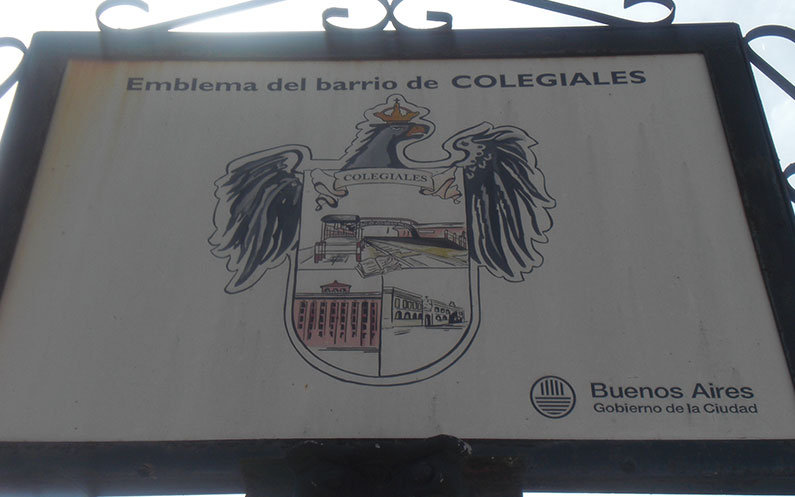 Emblema del barrio de COLEGIALES
COLEGIALES
Buenos Aires
Gobierno de la Ciudad